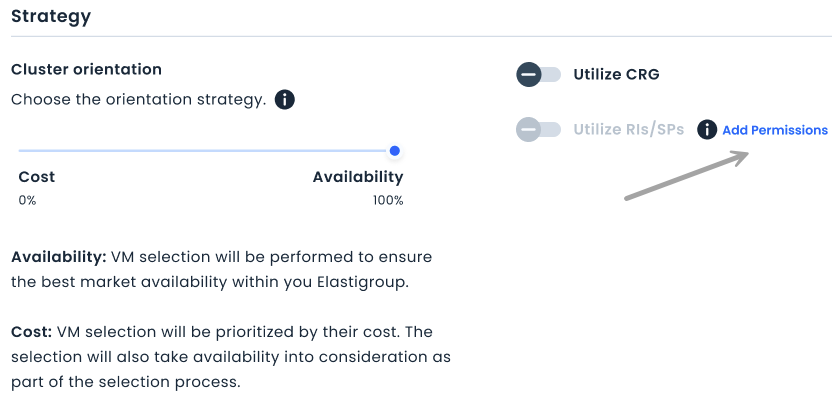 Strategy
Cluster orientation
Choose the orientation strategy.
Cost
Availability
0%
100%
Availability: VM selection will be performed to ensure
the best market availability within you Elastigroup.
Cost: VM selection will be prioritized by their cost. The
selection will also take availability into consideration as
part of the selection process.
Utilize CRG
Utilize RIs/SPs
Add Permissions